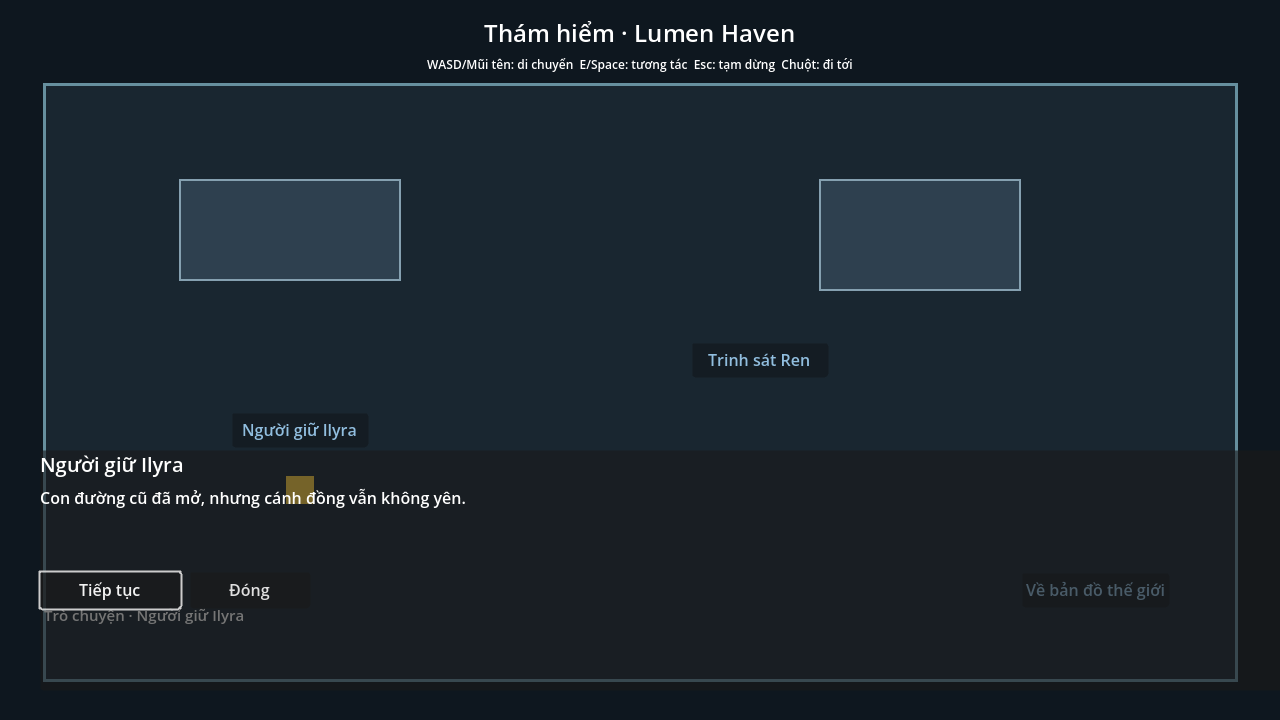 Thám hiểm · Lumen Haven
WASD/Mũi tên: di chuyển  E/Space: tương tác  Esc: tạm dừng  Chuột: đi tới
Trinh sát Ren
Người giữ Ilyra
Người giữ Ilyra
Con đường cũ đã mở, nhưng cánh đồng vẫn không yên.
Tiếp tục
Đóng
Về bản đồ thế giới
Trò chuyện · Người giữ Ilyra